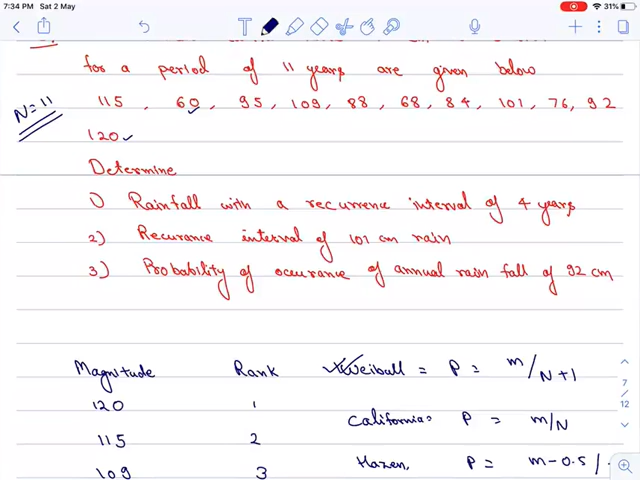 7:34 PM Sat 2 May 31%
for a period of 11 years are given below
N=11 115 , 60 , 95 , 109 , 88 , 68 , 84 , 101 , 76 , 92
120
Determine
1) Rainfall with a recurrence interval of 4 years
2) Recurance interval of 101 cm rain
3) Probability of occurance of annual rain fall of 92 cm
Magnitude Rank Weiball = P = m/N+1
120 1
California= P = m/N
115 2
Hazen, P = m-0.5/
109 3
7
/
12